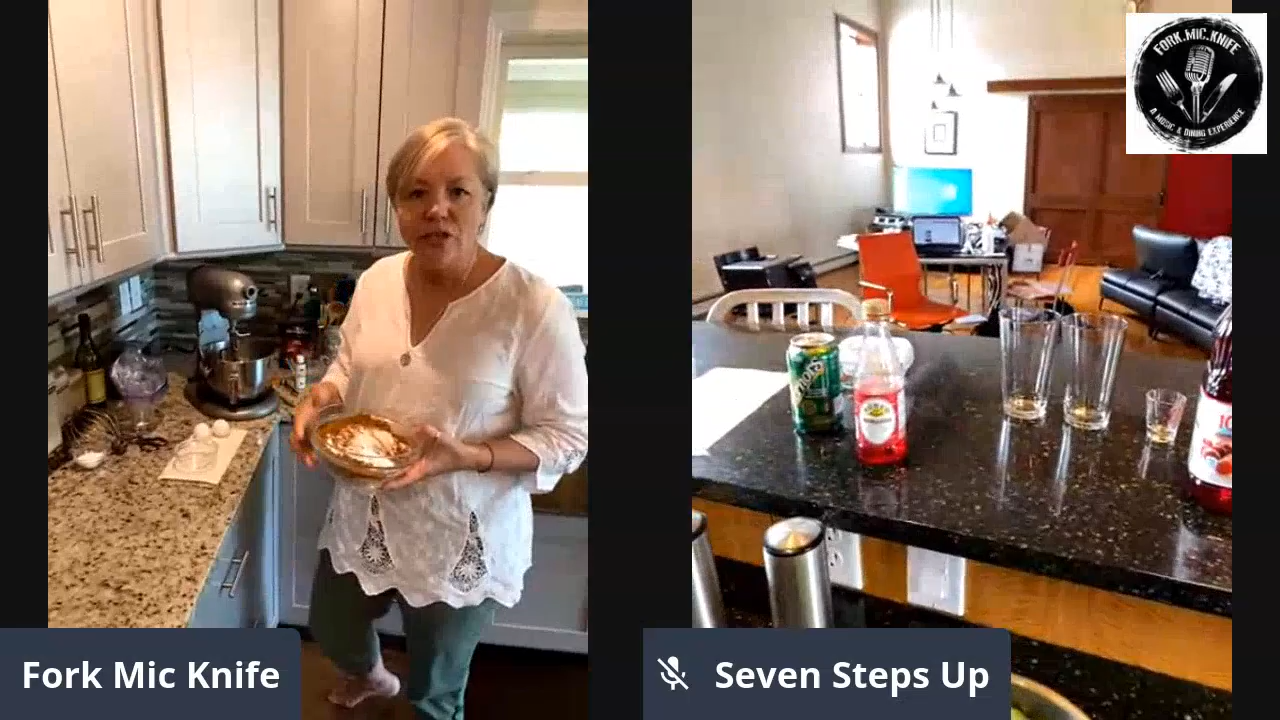 FORK.MIC.KNIFE
A MUSIC & DINING EXPERIENCE
Fork Mic Knife
Seven Steps Up